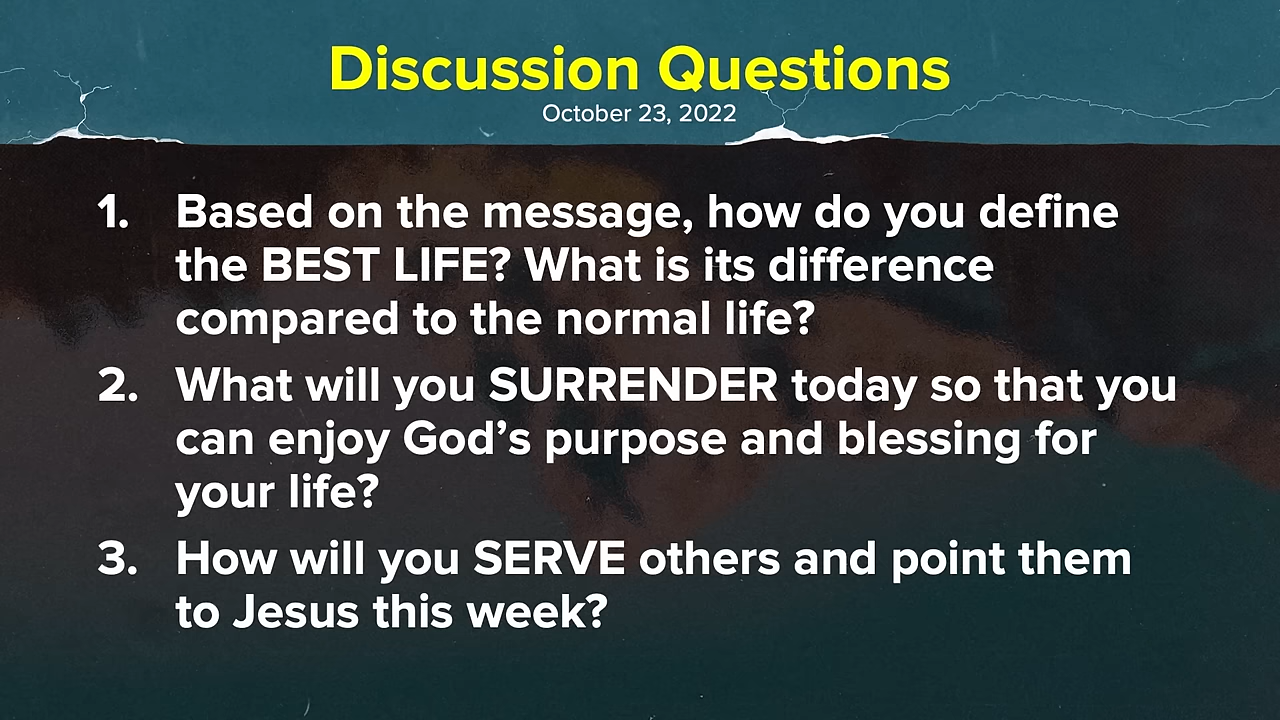 Discussion Questions
October 23, 2022
1. Based on the message, how do you define
the BEST LIFE? What is its difference
compared to the normal life?
2. What will you SURRENDER today so that you
can enjoy God’s purpose and blessing for
your life?
3. How will you SERVE others and point them
to Jesus this week?